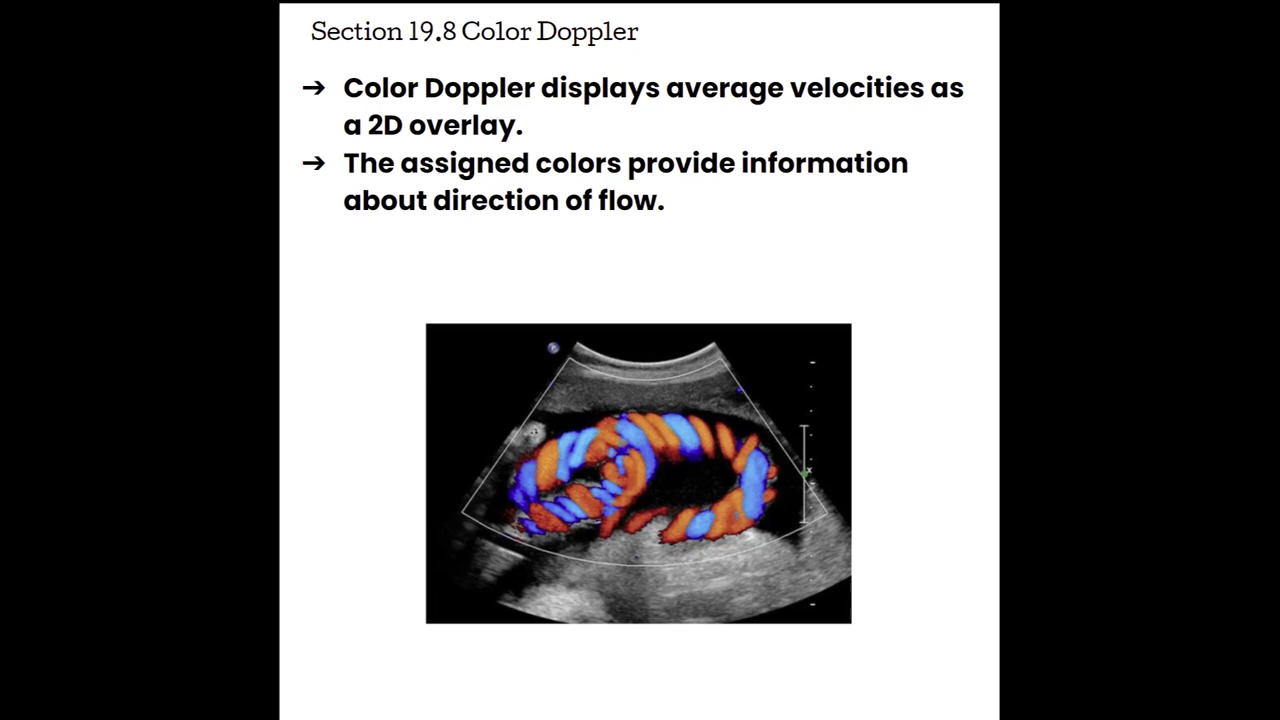 Section 19.8 Color Doppler
➔ Color Doppler displays average velocities as
a 2D overlay.
➔ The assigned colors provide information
about direction of flow.